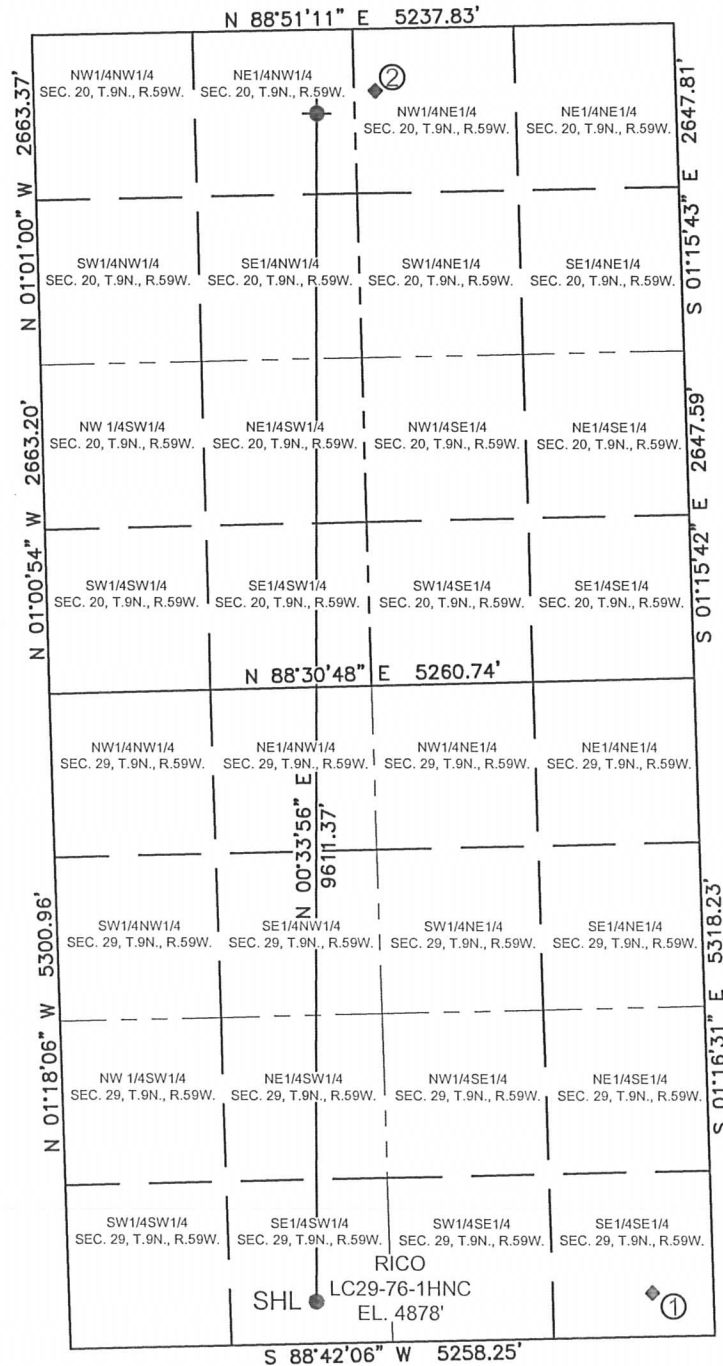 N 88°51'11" E 5237.83'
N 01°01'00" W 2663.37'
NW1/4NW1/4
SEC. 20, T.9N., R.59W.
NE1/4NW1/4
SEC. 20, T.9N., R.59W.
2
NW1/4NE1/4
SEC. 20, T.9N., R.59W.
NE1/4NE1/4
SEC. 20, T.9N., R.59W.
S 01°15'43" E 2647.81'
SW1/4NW1/4
SEC. 20, T.9N., R.59W.
SE1/4NW1/4
SEC. 20, T.9N., R.59W.
SW1/4NE1/4
SEC. 20, T.9N., R.59W.
SE1/4NE1/4
SEC. 20, T.9N., R.59W.
N 01°00'54" W 2663.20'
NW 1/4SW1/4
SEC. 20, T.9N., R.59W.
NE1/4SW1/4
SEC. 20, T.9N., R.59W.
NW1/4SE1/4
SEC. 20, T.9N., R.59W.
NE1/4SE1/4
SEC. 20, T.9N., R.59W.
S 01°15'42" E 2647.59'
SW1/4SW1/4
SEC. 20, T.9N., R.59W.
SE1/4SW1/4
SEC. 20, T.9N., R.59W.
SW1/4SE1/4
SEC. 20, T.9N., R.59W.
SE1/4SE1/4
SEC. 20, T.9N., R.59W.
N 88°30'48" E 5260.74'
NW1/4NW1/4
SEC. 29, T.9N., R.59W.
NE1/4NW1/4
SEC. 29, T.9N., R.59W.
NW1/4NE1/4
SEC. 29, T.9N., R.59W.
NE1/4NE1/4
SEC. 29, T.9N., R.59W.
N 00°33'56" E
9611.37'
N 01°18'06" W 5300.96'
SW1/4NW1/4
SEC. 29, T.9N., R.59W.
SE1/4NW1/4
SEC. 29, T.9N., R.59W.
SW1/4NE1/4
SEC. 29, T.9N., R.59W.
SE1/4NE1/4
SEC. 29, T.9N., R.59W.
S 01°16'31" E 5318.23'
NW 1/4SW1/4
SEC. 29, T.9N., R.59W.
NE1/4SW1/4
SEC. 29, T.9N., R.59W.
NW1/4SE1/4
SEC. 29, T.9N., R.59W.
NE1/4SE1/4
SEC. 29, T.9N., R.59W.
SW1/4SW1/4
SEC. 29, T.9N., R.59W.
SE1/4SW1/4
SEC. 29, T.9N., R.59W.
SW1/4SE1/4
SEC. 29, T.9N., R.59W.
SE1/4SE1/4
SEC. 29, T.9N., R.59W.
RICO
SHL LC29-76-1HNC
EL. 4878'
1
S 88°42'06" W 5258.25'